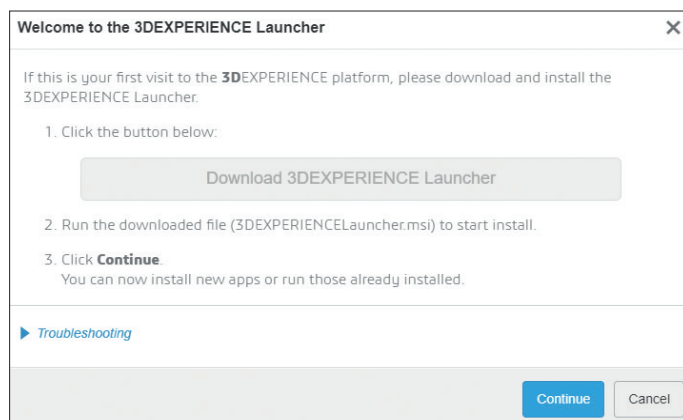 Welcome to the 3DEXPERIENCE Launcher
If this is your first visit to the 3DEXPERIENCE platform, please download and install the
3DEXPERIENCE Launcher.
1. Click the button below:
Download 3DEXPERIENCE Launcher
2. Run the downloaded file (3DEXPERIENCELauncher.msi) to start install.
3. Click Continue.
You can now install new apps or run those already installed.
Troubleshooting
Continue Cancel